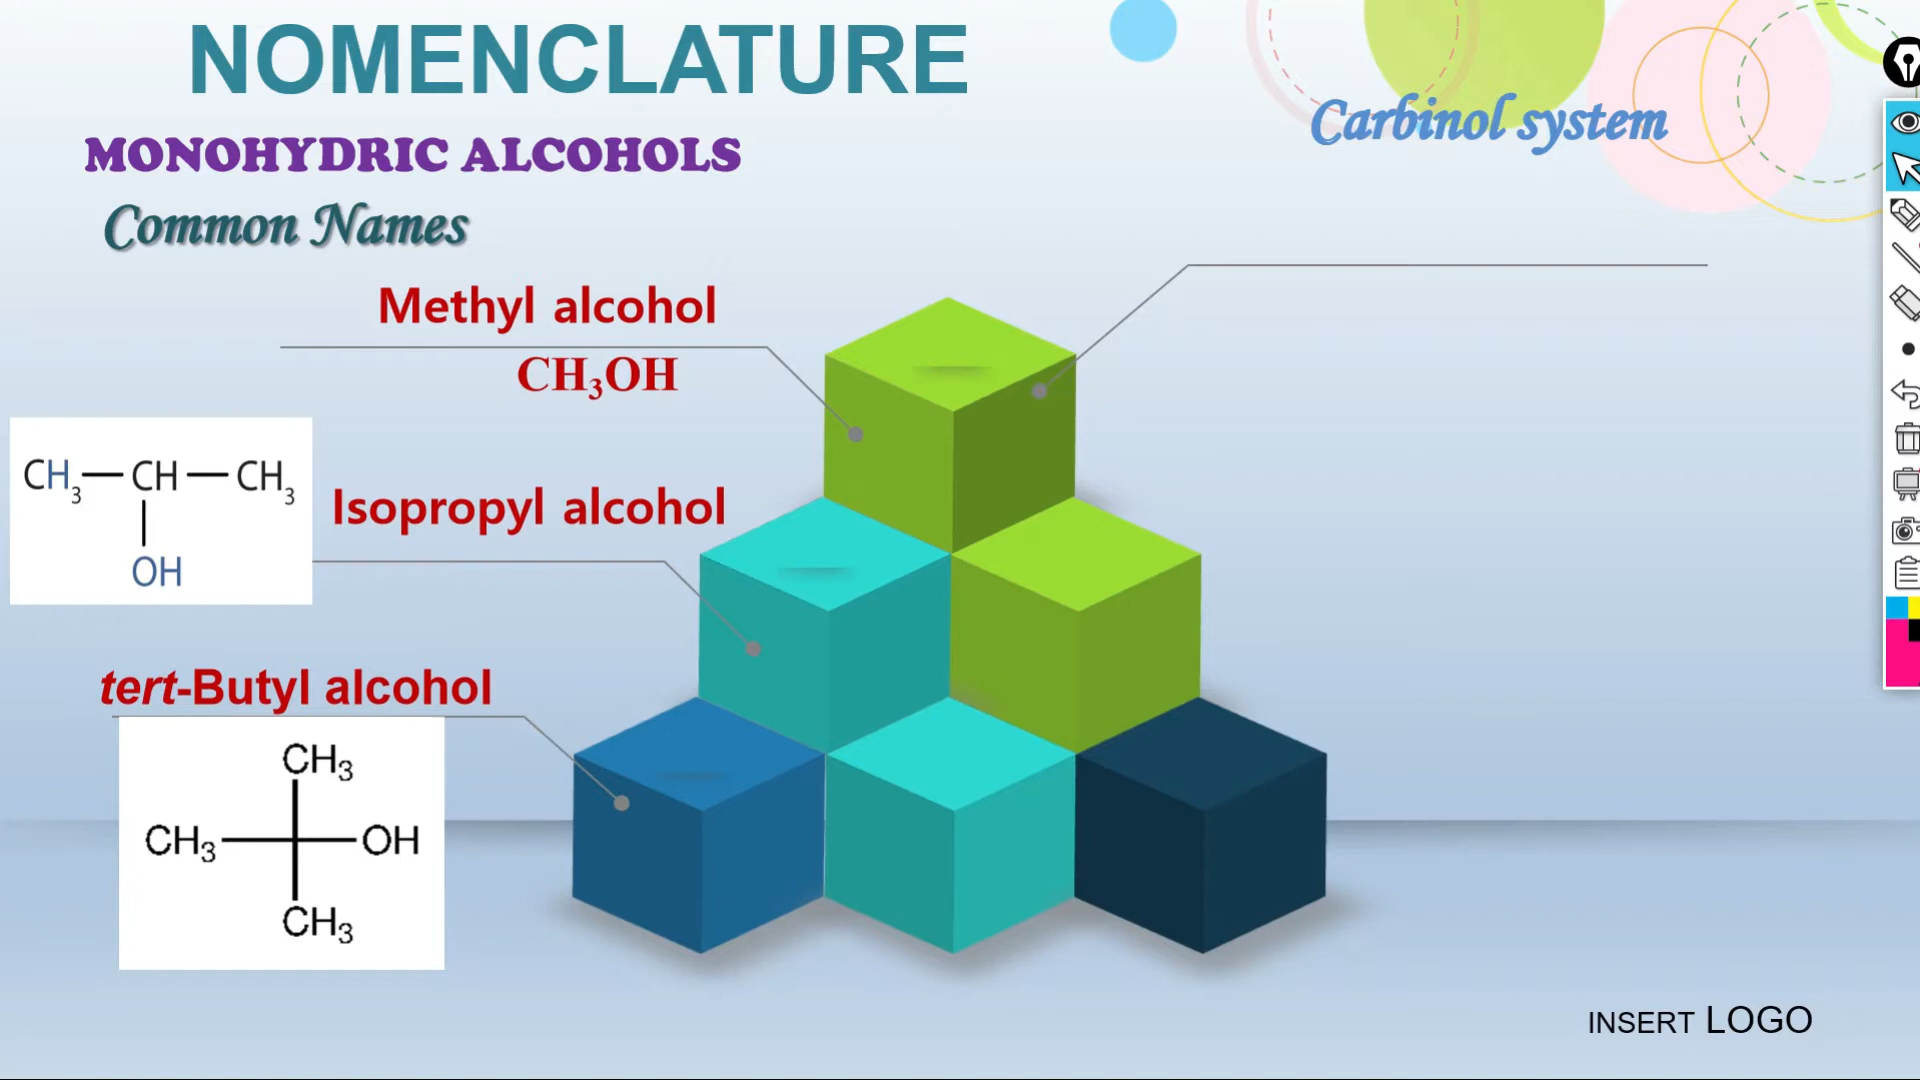 NOMENCLATURE
Carbinol system
MONOHYDRIC ALCOHOLS
Common Names
Methyl alcohol
CH₃OH
CH₃—CH—CH₃
OH
Isopropyl alcohol
tert-Butyl alcohol
CH₃
CH₃ OH
CH₃
INSERT LOGO